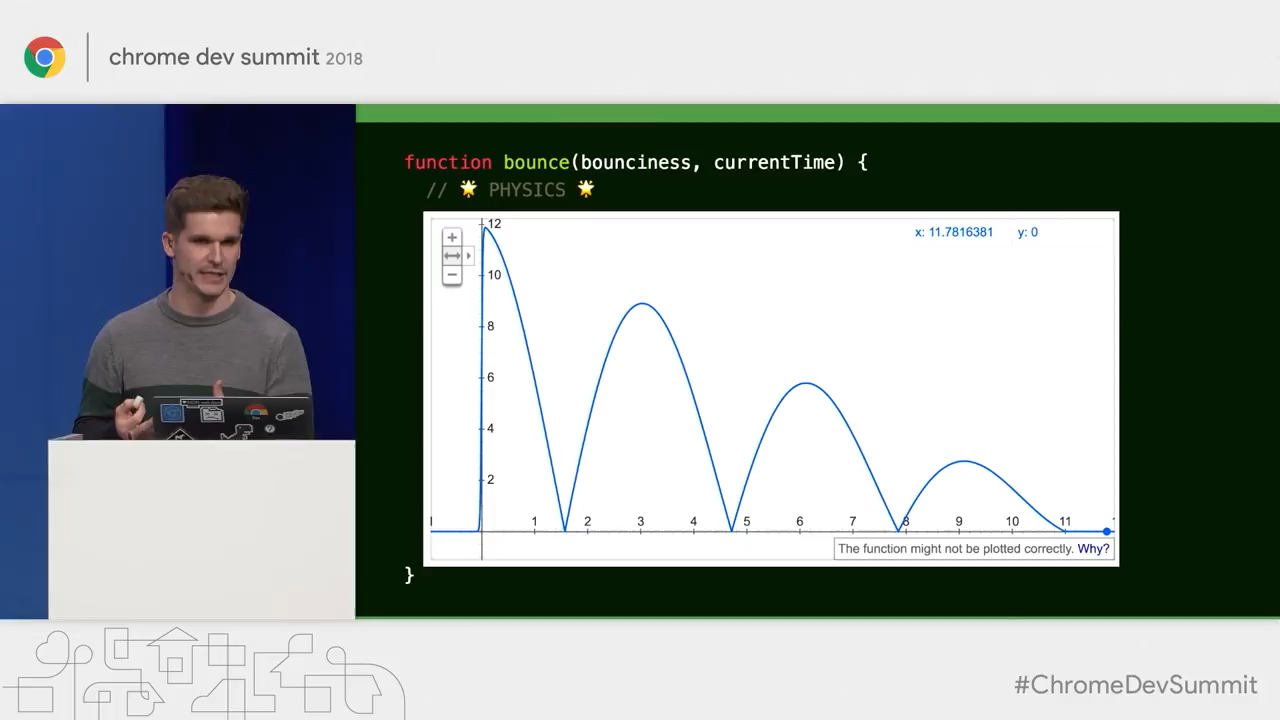 chrome dev summit 2018
function bounce(bounciness, currentTime) {
// 🌟 PHYSICS 🌟
x: 11.7816381 y: 0
12
10
8
6
4
2
1 2 3 4 5 6 7 8 9 10 11
The function might not be plotted correctly. Why?
}
#ChromeDevSummit